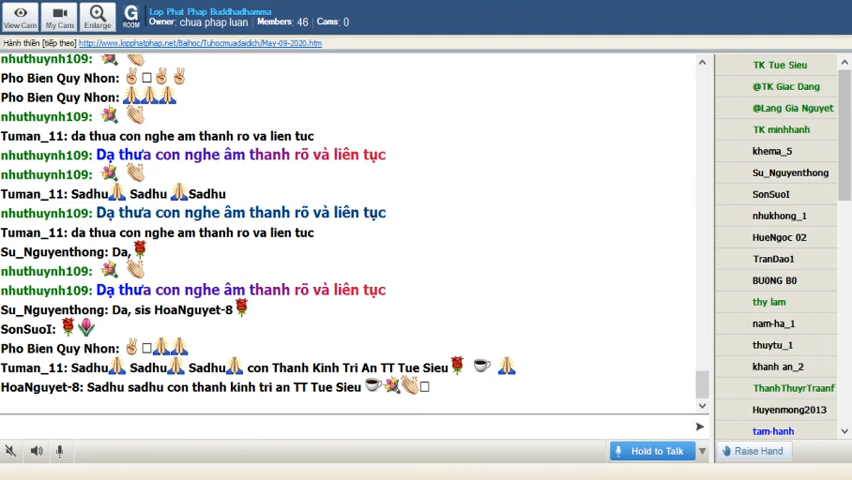 Lop Phat Phap Buddhadhamma
Owner: chua phap luan Members: 46 Cams: 0
View Cam
My Cam
Enlarge
G ROOM
Hành thiền [tiếp theo] http://www.lopphatphap.net/Baihoc/Tuhocmuadaidich/May-09-2020.htm
nhuthuynh109:
Pho Bien Quy Nhon:
Pho Bien Quy Nhon:
nhuthuynh109:
Tuman_11: da thua con nghe am thanh ro va lien tuc
nhuthuynh109: Dạ thưa con nghe âm thanh rõ và liên tục
nhuthuynh109:
Tuman_11: Sadhu Sadhu Sadhu
nhuthuynh109: Dạ thưa con nghe âm thanh rõ và liên tục
Tuman_11: da thua con nghe am thanh ro va lien tuc
Su_Nguyenthong: Da,
nhuthuynh109:
nhuthuynh109: Dạ thưa con nghe âm thanh rõ và liên tục
Su_Nguyenthong: Da, sis HoaNguyet-8
SonSuoI:
Pho Bien Quy Nhon:
Tuman_11: Sadhu Sadhu Sadhu con Thanh Kinh Tri An TT Tue Sieu
HoaNguyet-8: Sadhu sadhu con thanh kinh tri an TT Tue Sieu
Hold to Talk
TK Tue Sieu
@TK Giac Dang
@Lang Gia Nguyet
TK minhhanh
khema_5
Su_Nguyenthong
SonSuoI
nhukhong_1
HueNgoc 02
TranDao1
BU0NG B0
thy lam
nam-ha_1
thuytu_1
khanh an_2
ThanhThuyrTraanf
Huyenmong2013
tam-hanh
Raise Hand